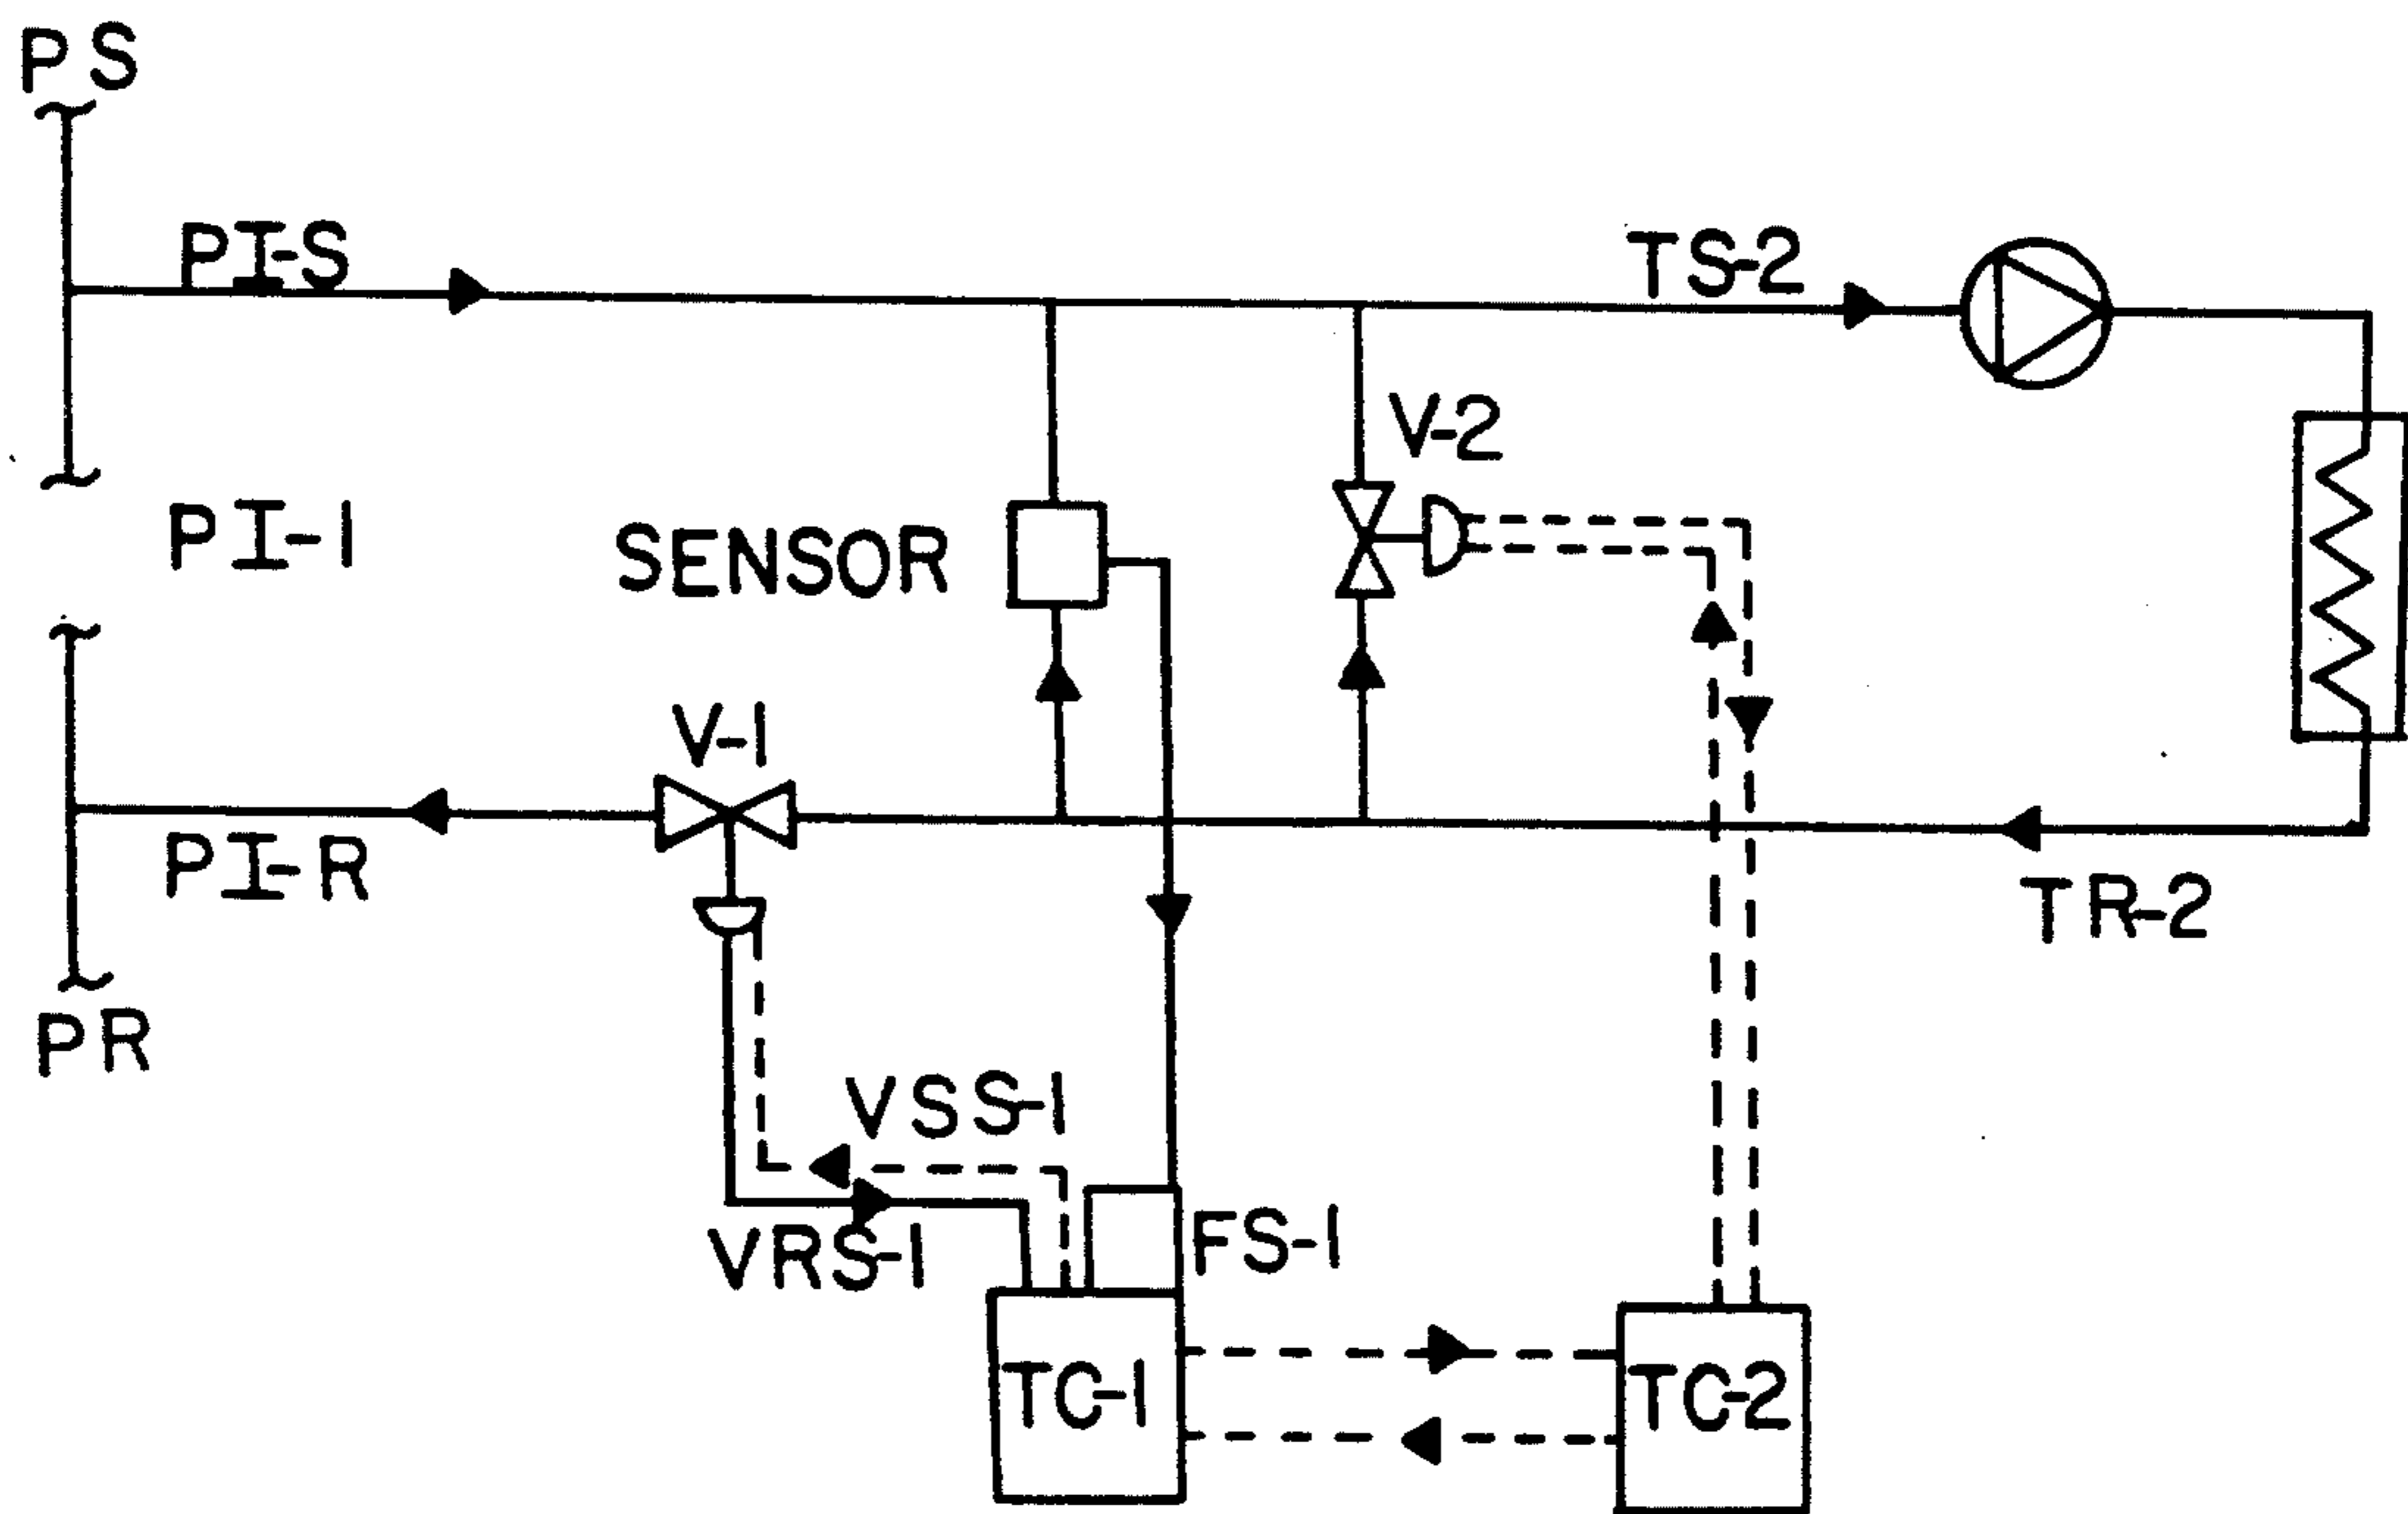 PS
PI-S
TS-2
V-2
PI-1
SENSOR
V-1
PI-R
TR-2
PR
VSS-1
VRS-1
FS-1
TC-1
TC-2